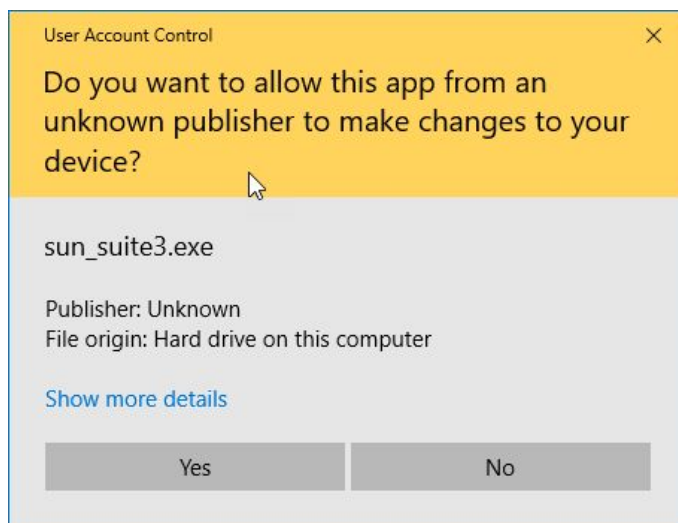 User Account Control
Do you want to allow this app from an
unknown publisher to make changes to your
device?
sun_suite3.exe
Publisher: Unknown
File origin: Hard drive on this computer
Show more details
Yes
No